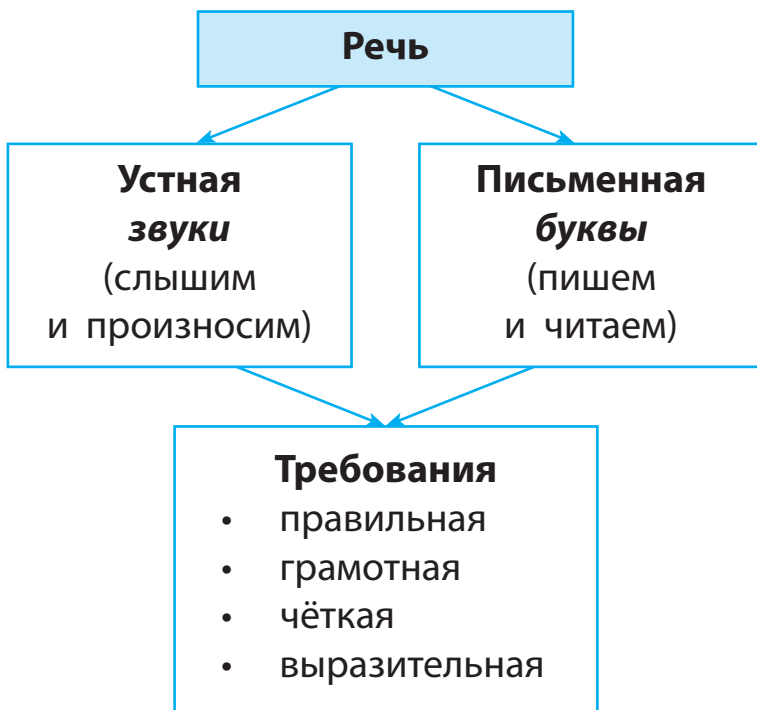 Речь
Устная
звуки
(слышим
и произносим)
Письменная
буквы
(пишем
и читаем)
Требования
• правильная
• грамотная
• чёткая
• выразительная